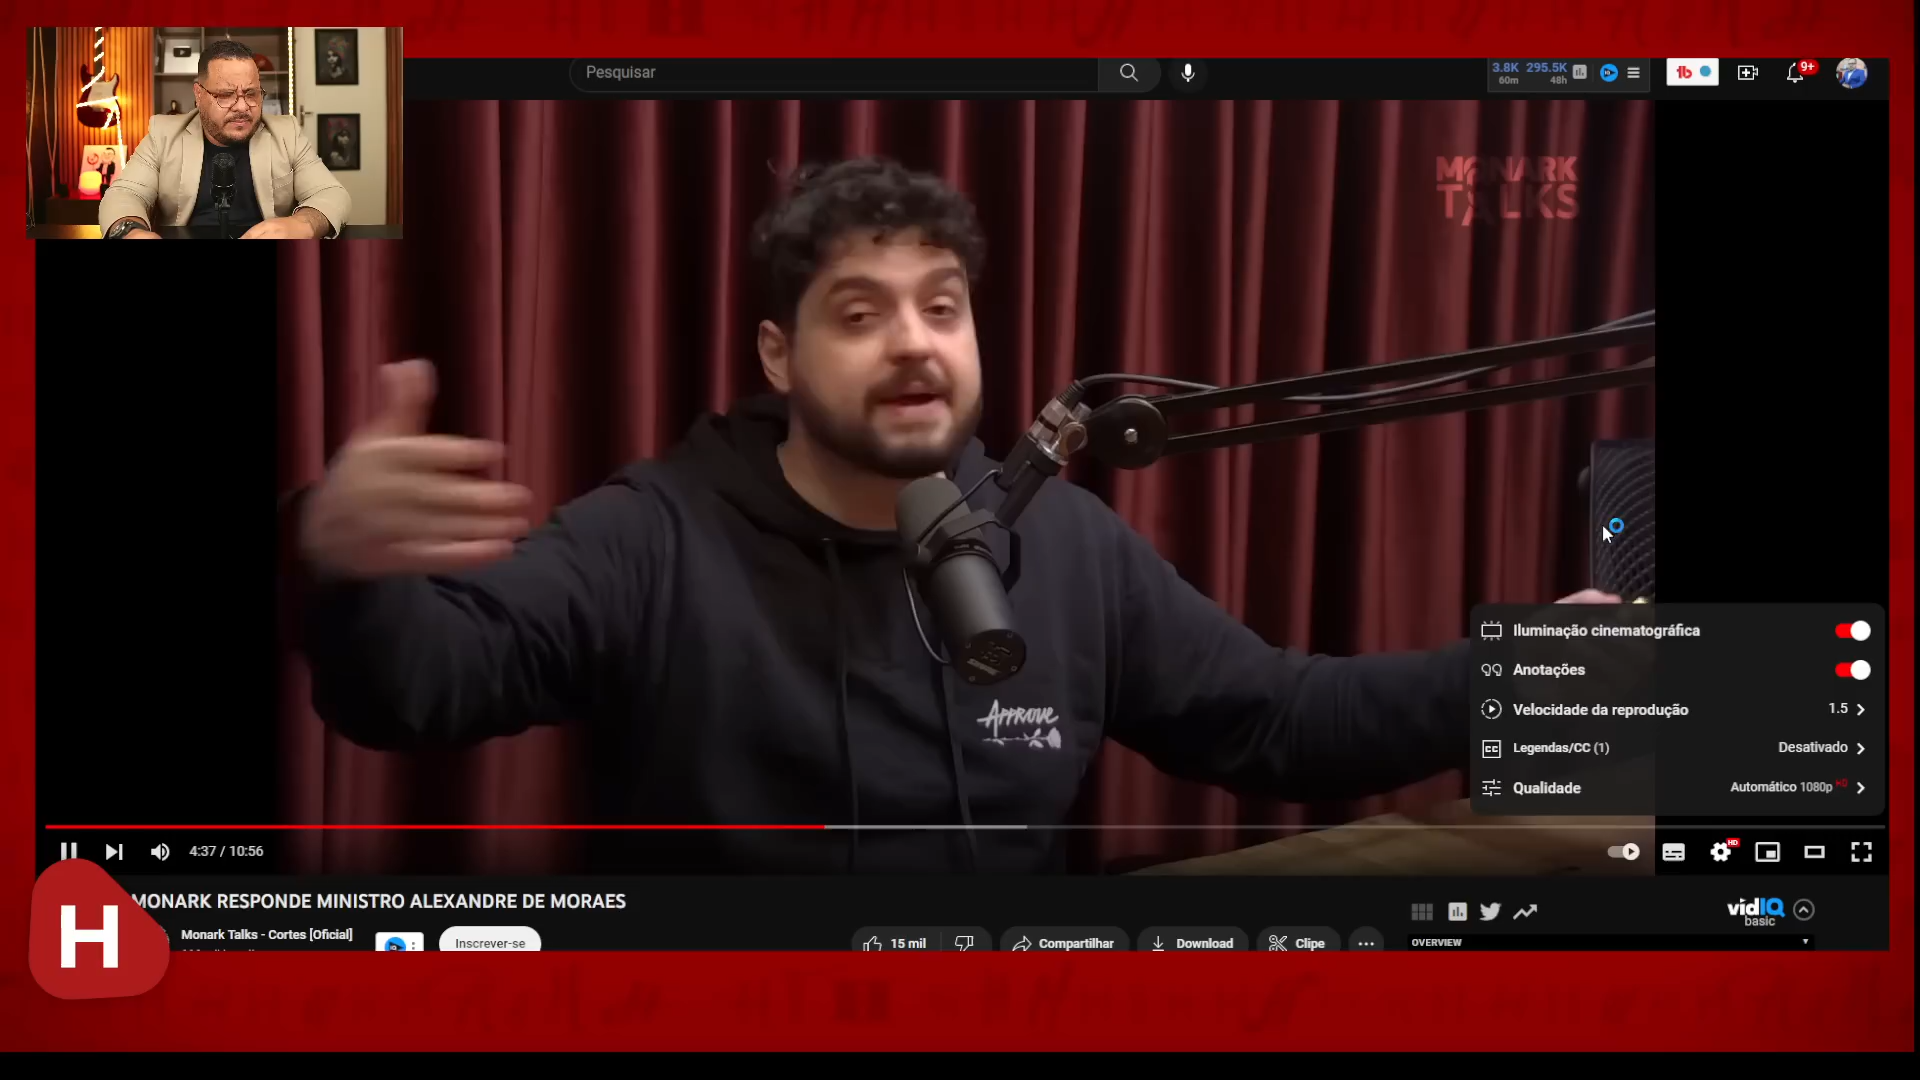 Pesquisar
3.8K 295.5K
60m 48h
9+
MONARK
TALKS
APPROVE
Iluminação cinematográfica
Anotações
Velocidade da reprodução 1.5
Legendas/CC (1) Desativado
Qualidade Automático 1080p HD
4:37 / 10:56
HD
MONARK RESPONDE MINISTRO ALEXANDRE DE MORAES
Monark Talks - Cortes [Oficial]
Inscrever-se
15 mil
Compartilhar
Download
Clipe
vidIQ
basic
OVERVIEW
H